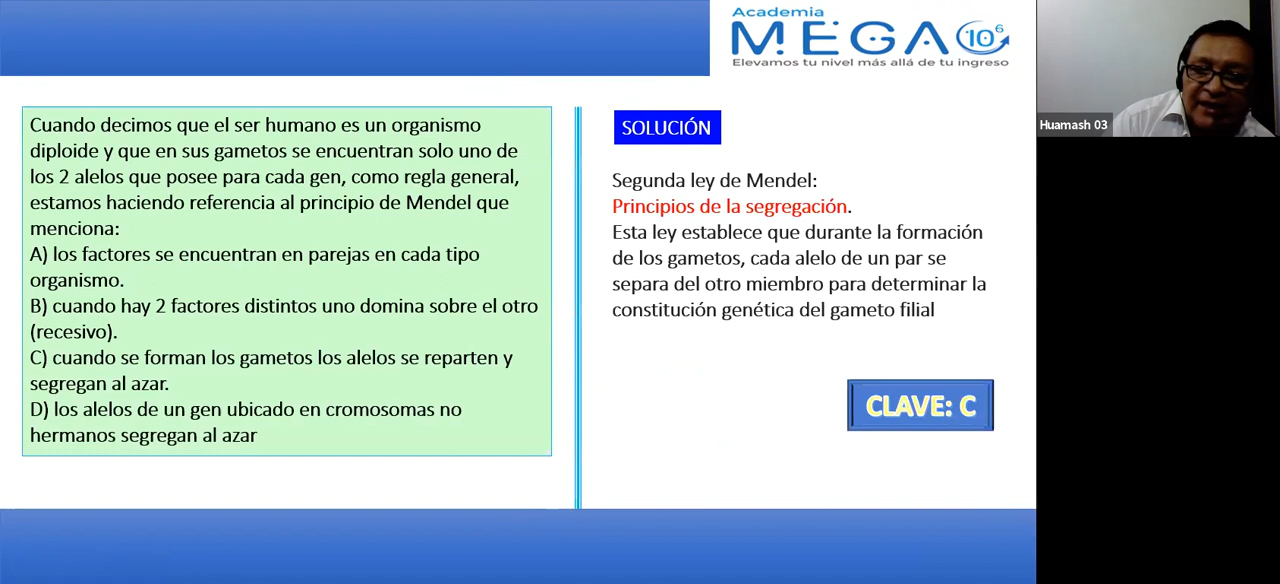 Academia
MEGA 10⁶
Elevamos tu nivel más allá de tu ingreso
Huamash 03
Cuando decimos que el ser humano es un organismo
diploide y que en sus gametos se encuentran solo uno de
los 2 alelos que posee para cada gen, como regla general,
estamos haciendo referencia al principio de Mendel que
menciona:
A) los factores se encuentran en parejas en cada tipo
organismo.
B) cuando hay 2 factores distintos uno domina sobre el otro
(recesivo).
C) cuando se forman los gametos los alelos se reparten y
segregan al azar.
D) los alelos de un gen ubicado en cromosomas no
hermanos segregan al azar
SOLUCIÓN
Segunda ley de Mendel:
Principios de la segregación.
Esta ley establece que durante la formación
de los gametos, cada alelo de un par se
separa del otro miembro para determinar la
constitución genética del gameto filial
CLAVE: C